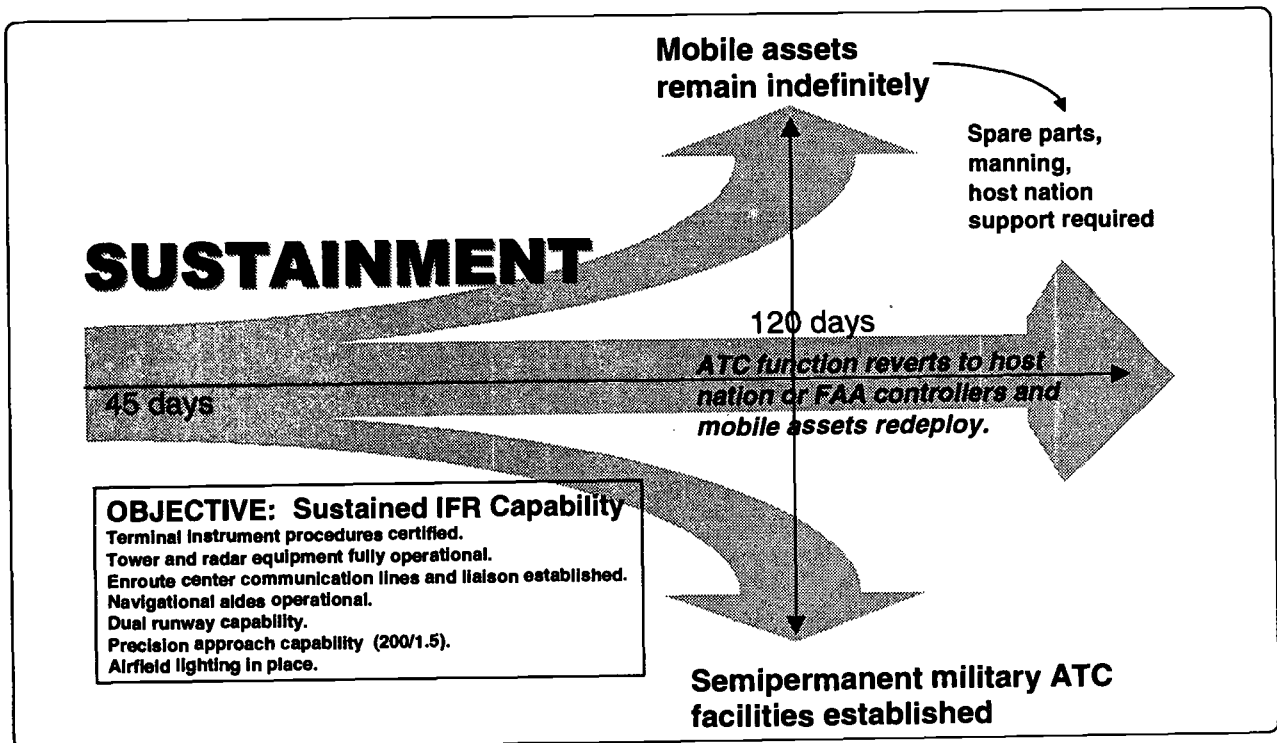 Mobile assets
remain indefinitely
Spare parts,
manning,
host nation
support required
SUSTAINMENT
120 days
ATC function reverts to host
nation or FAA controllers and
mobile assets redeploy.
45 days
OBJECTIVE: Sustained IFR Capability
Terminal instrument procedures certified.
Tower and radar equipment fully operational.
Enroute center communication lines and liaison established.
Navigational aides operational.
Dual runway capability.
Precision approach capability (200/1.5).
Airfield lighting in place.
Semipermanent military ATC
facilities established